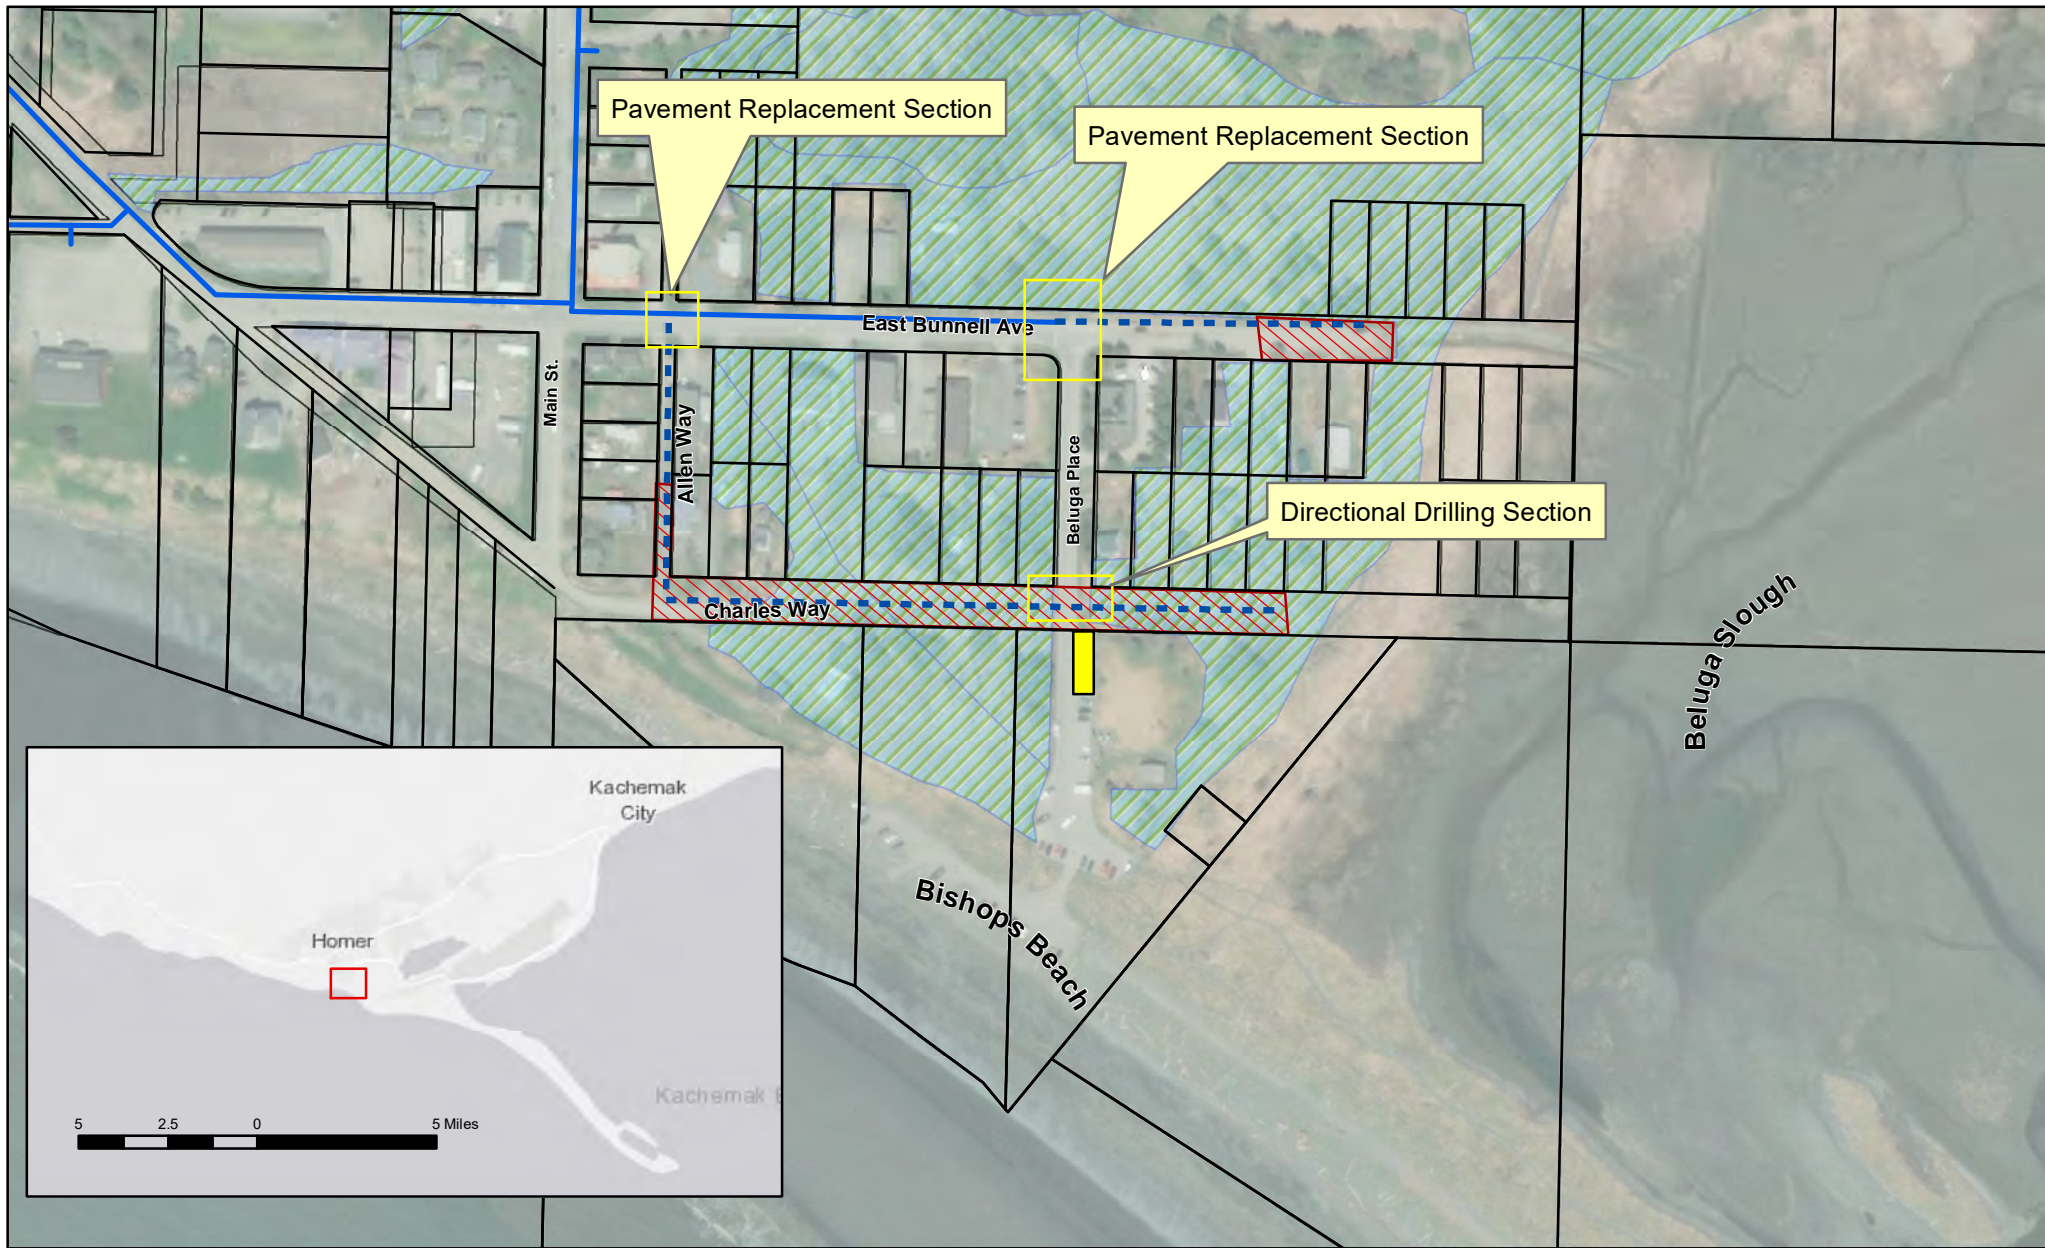 Pavement Replacement Section
Pavement Replacement Section
East Bunnell Ave
Main St.
Allen Way
Beluga Place
Directional Drilling Section
Charles Way
Beluga Slough
Bishops Beach
Kachemak
City
Homer
Kachemak
5
2.5
0
5 Miles